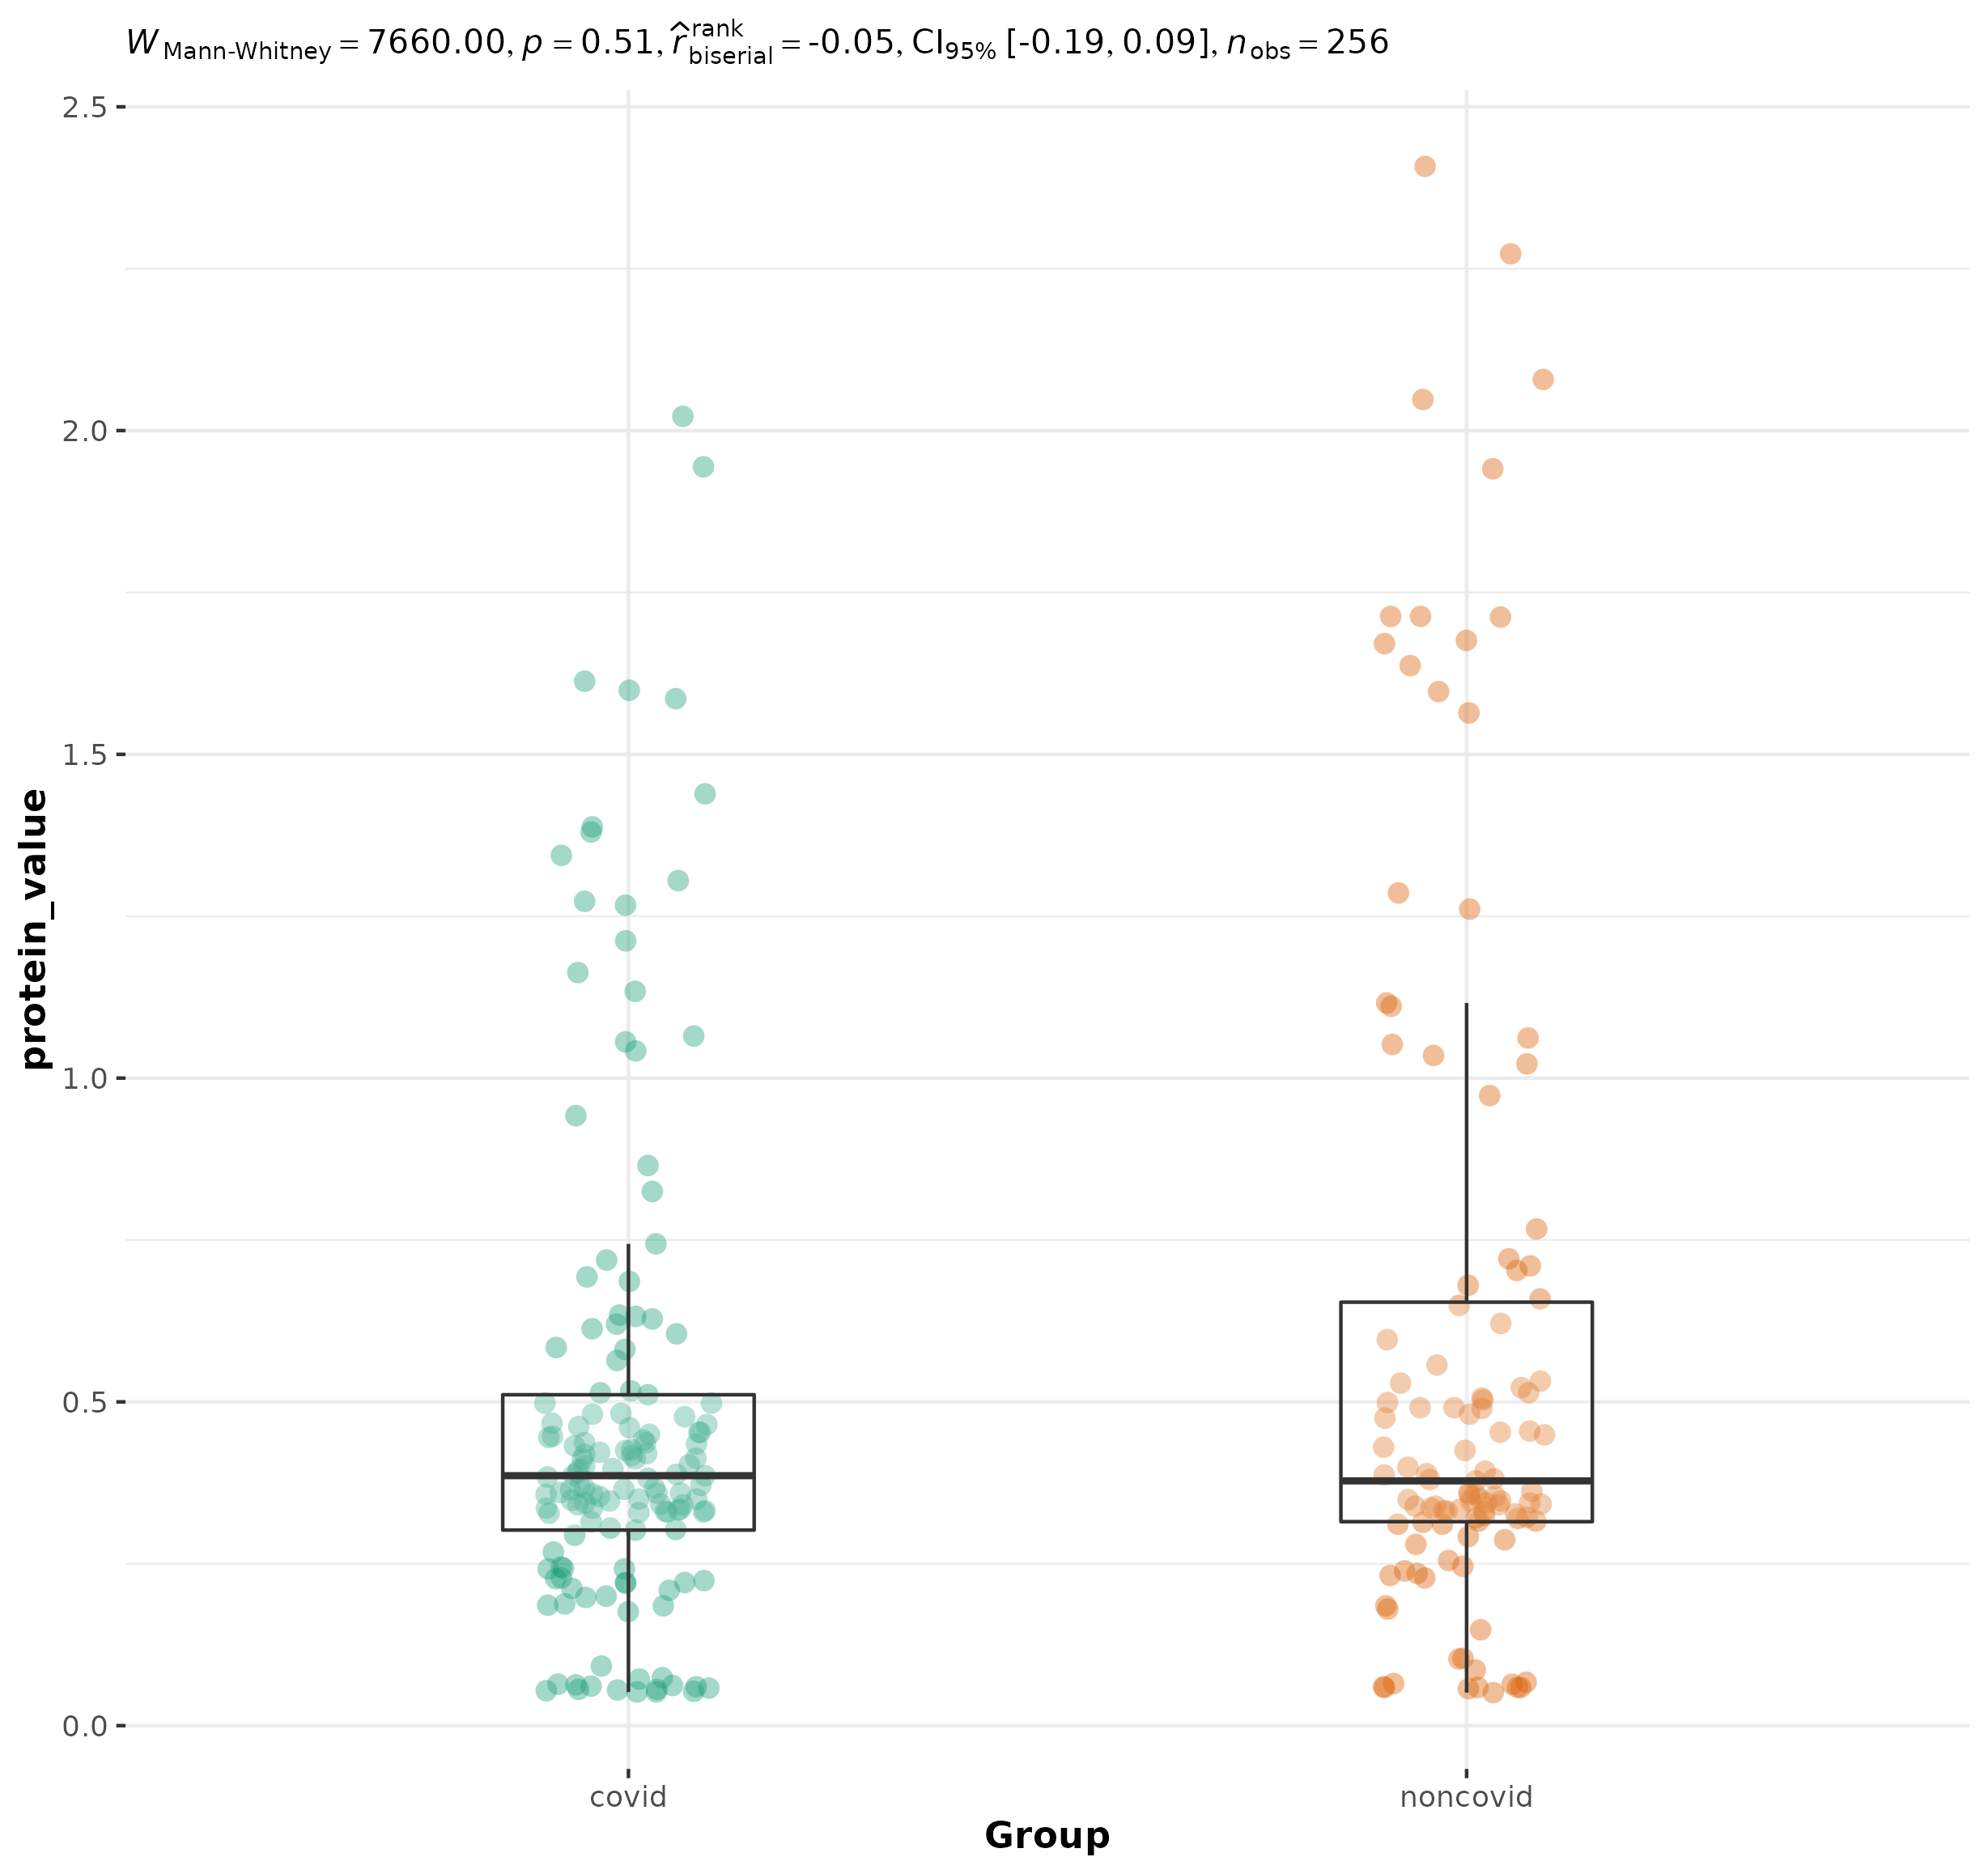 W Mann-Whitney = 7660.00, p = 0.51, r̂ rank biserial = -0.05, CI95% [-0.19, 0.09], nobs = 256
2.5
2.0
1.5
1.0
0.5
0.0
protein_value
covid noncovid
Group